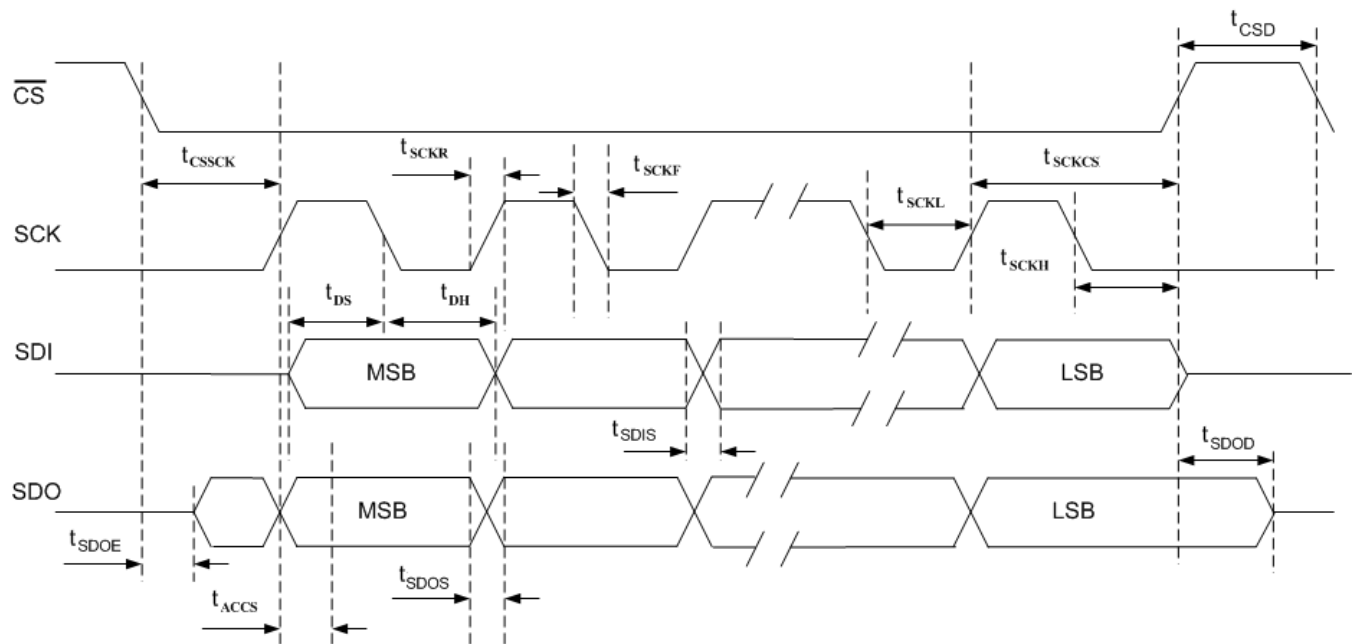 t_CSD
C̅S̅
t_CSSCK
t_SCKR
t_SCKF
t_SCKCS
t_SCKL
SCK
t_SCKH
t_DS
t_DH
SDI
MSB
LSB
t_SDIS
t_SDOD
SDO
MSB
LSB
t_SDOE
t_SDOS
t_ACCS